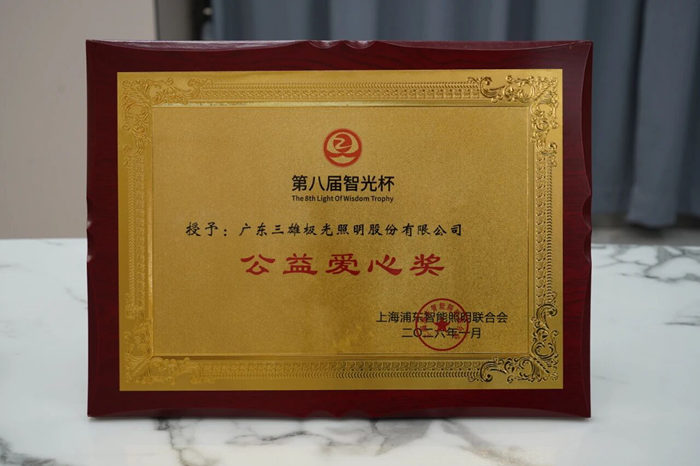 第八届智光杯
The 8th Light Of Wisdom Trophy
授予：广东三雄极光照明股份有限公司
公益爱心奖
上海浦东智能照明联合会
二〇二六年一月